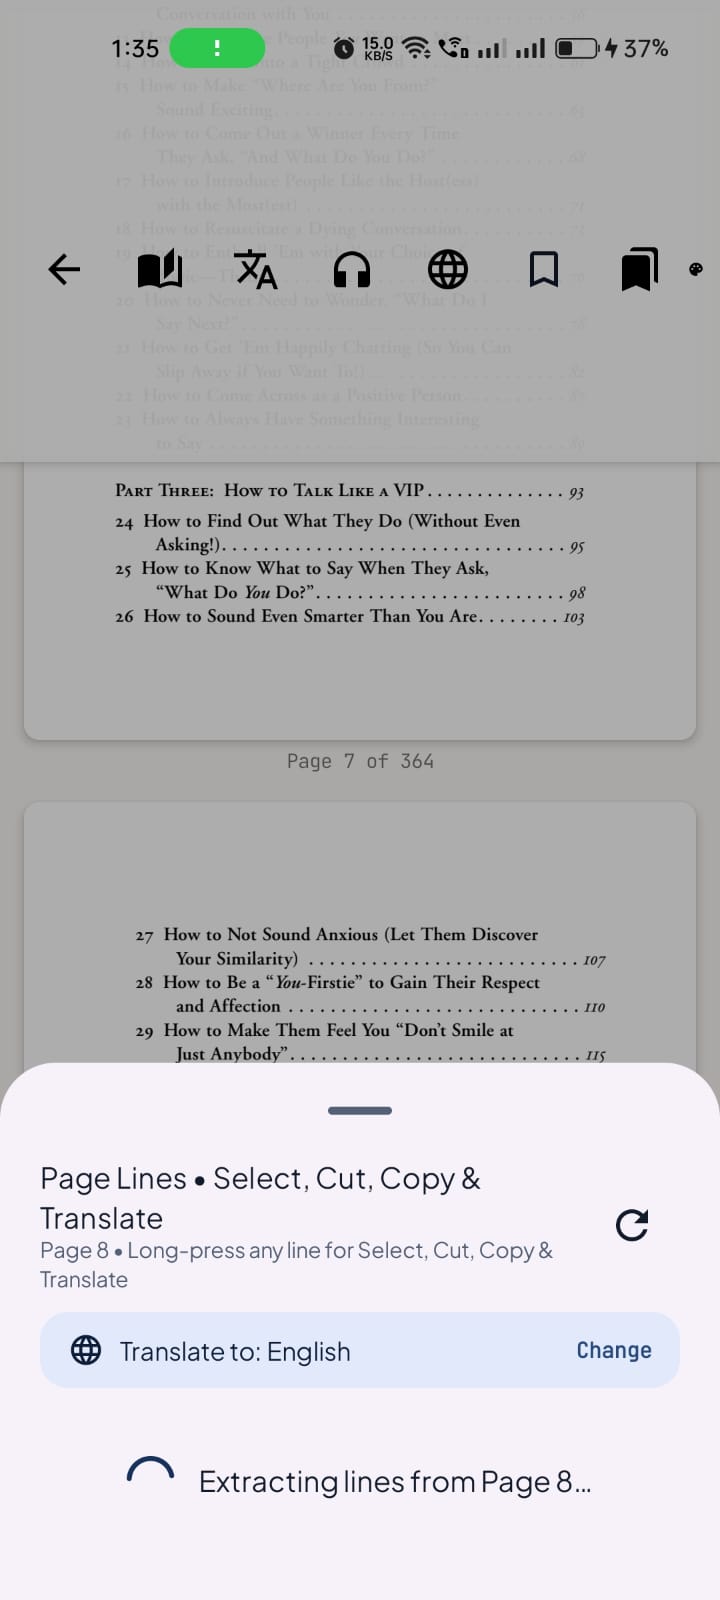 Conversation with You
1:35
15.0
KB/S
37%
15 How to Make "Where Are You From?"
Sound Exciting. 65
16 How to Come Out a Winner Every Time
They Ask, "And What Do You Do?" 68
17 How to Introduce People Like the Host(ess)
with the Most(est) 71
18 How to Resuscitate a Dying Conversation
20 How to Never Need to Wonder, "What Do I
Say Next?" 78
21 How to Get 'Em Happily Chatting (So You Can
Slip Away If You Want To!) 82
22 How to Come Across as a Positive Person
23 How to Always Have Something Interesting
to Say
PART THREE: HOW TO TALK LIKE A VIP.............. 93
24 How to Find Out What They Do (Without Even
Asking!)................................. 95
25 How to Know What to Say When They Ask,
"What Do You Do?"........................ 98
26 How to Sound Even Smarter Than You Are........ 103
Page 7 of 364
27 How to Not Sound Anxious (Let Them Discover
Your Similarity) .......................... 107
28 How to Be a "You-Firstie" to Gain Their Respect
and Affection ............................ 110
29 How to Make Them Feel You "Don't Smile at
Just Anybody"............................ 115
Page Lines • Select, Cut, Copy &
Translate
Page 8 • Long-press any line for Select, Cut, Copy &
Translate
Translate to: English
Change
Extracting lines from Page 8...